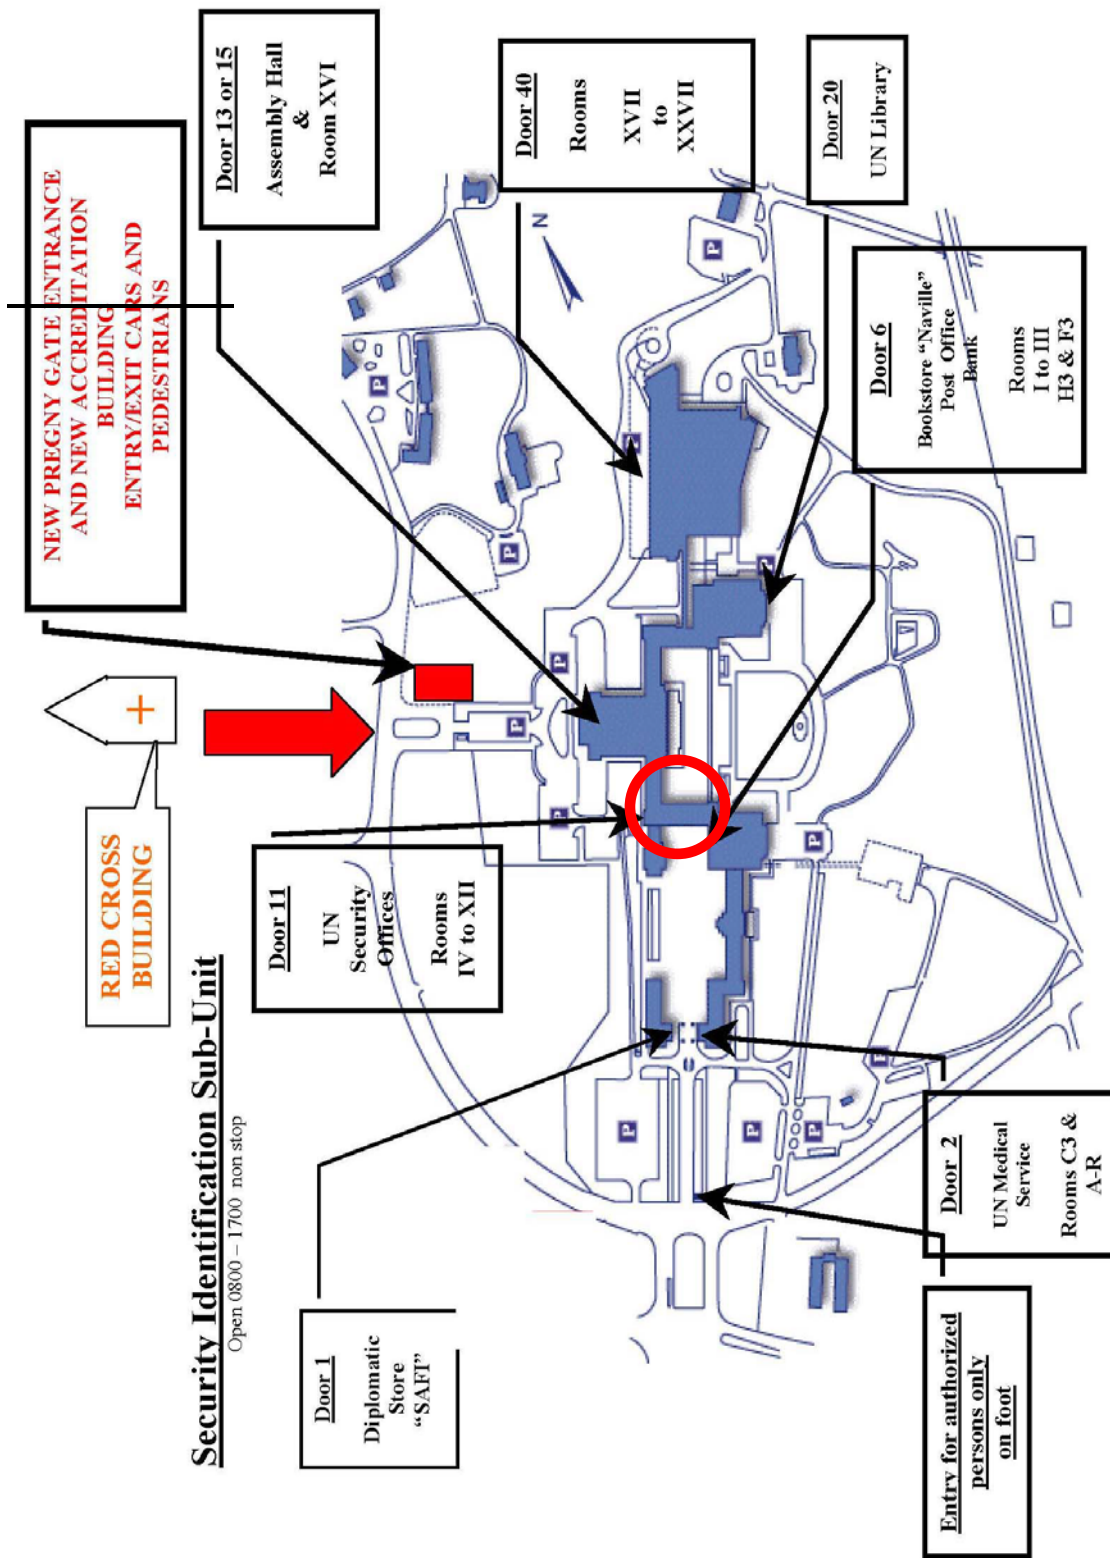 Security Identification Sub-Unit
Open 0800 – 1700 non stop
RED CROSS
BUILDING
NEW PREGNY GATE ENTRANCE
AND NEW ACCREDITATION
BUILDING
ENTRY/EXIT CARS AND
PEDESTRIANS
Door 1
Diplomatic
Store
“SAFI”
Door 11
UN
Security
Offices
Rooms
IV to XII
Door 13 or 15
Assembly Hall
&
Room XVI
Door 40
Rooms
XVII
to
XXVII
Door 20
UN Library
Door 6
Bookstore “Naville”
Post Office
Bank
Rooms
I to III
H3 & F3
Door 2
UN Medical
Service
Rooms C3 &
A-R
Entry for authorized
persons only
on foot
N
P
P
P
P
P
P
P
P
P
P
P
P
P
P